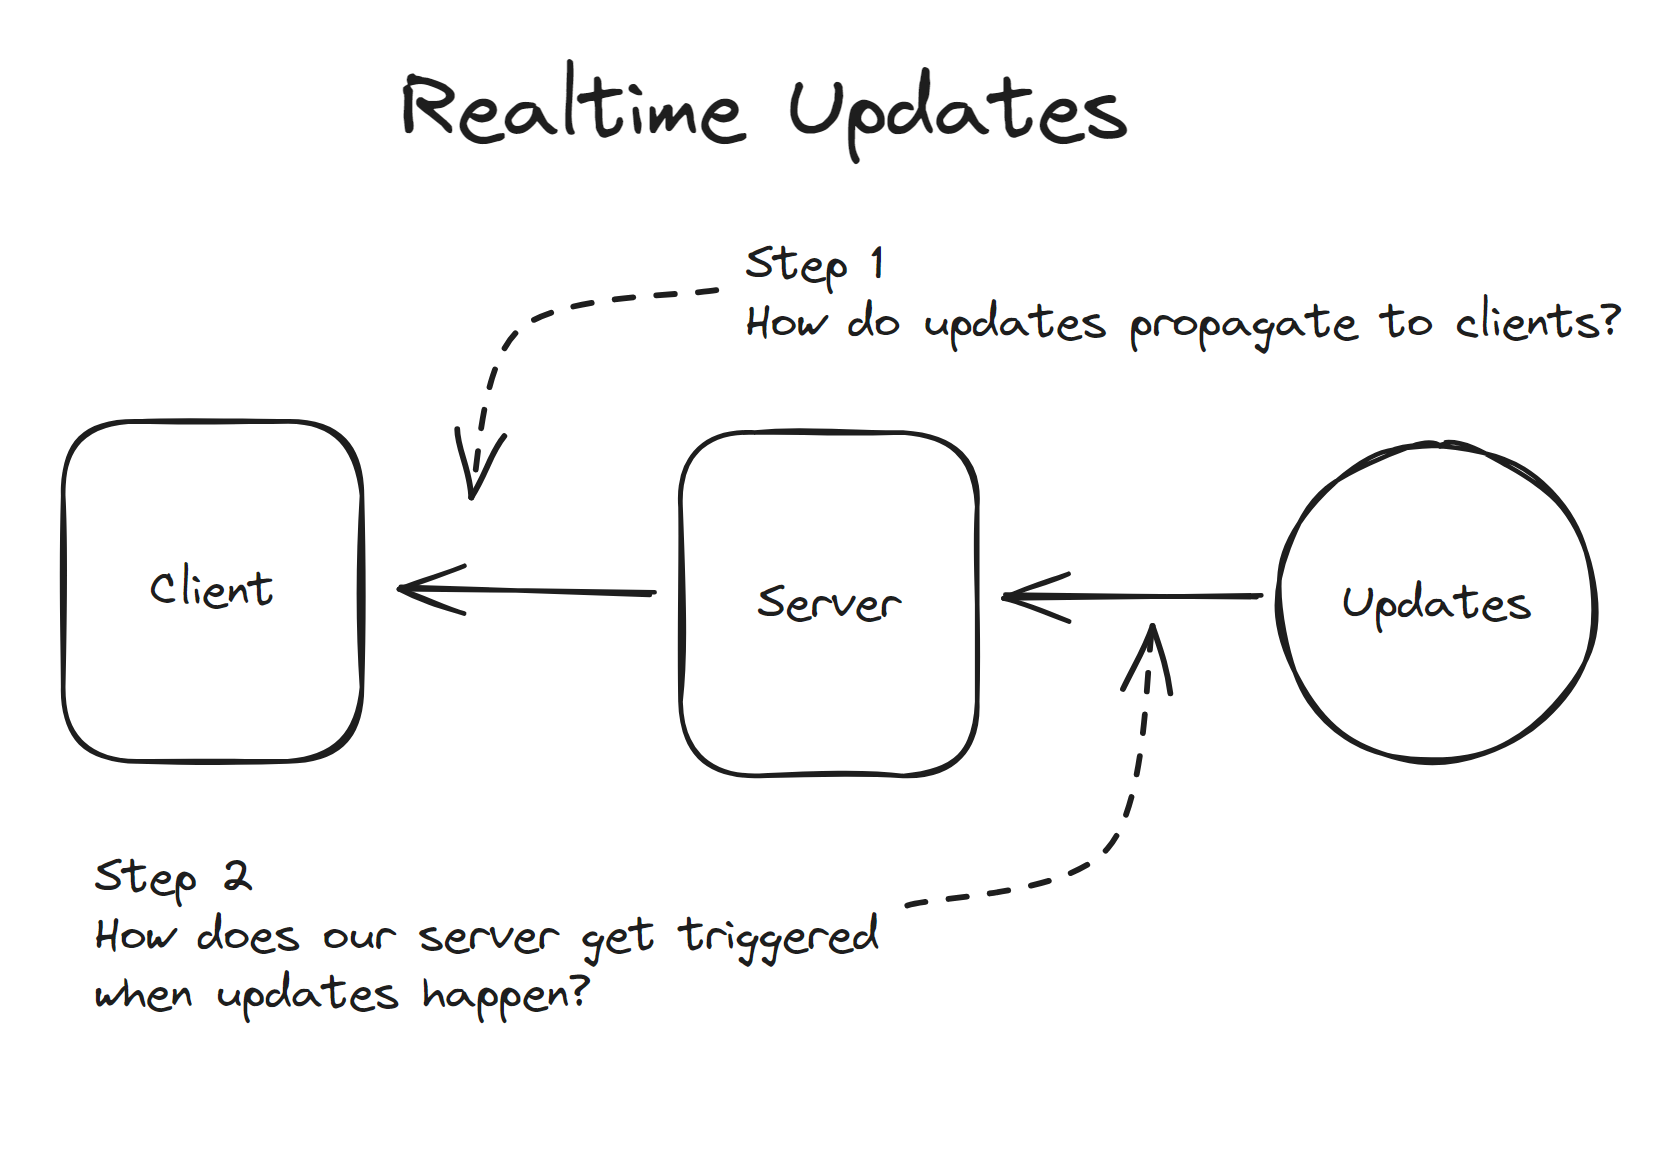 Realtime Updates
Step 1
How do updates propagate to clients?
Client
Server
Updates
Step 2
How does our server get triggered
when updates happen?